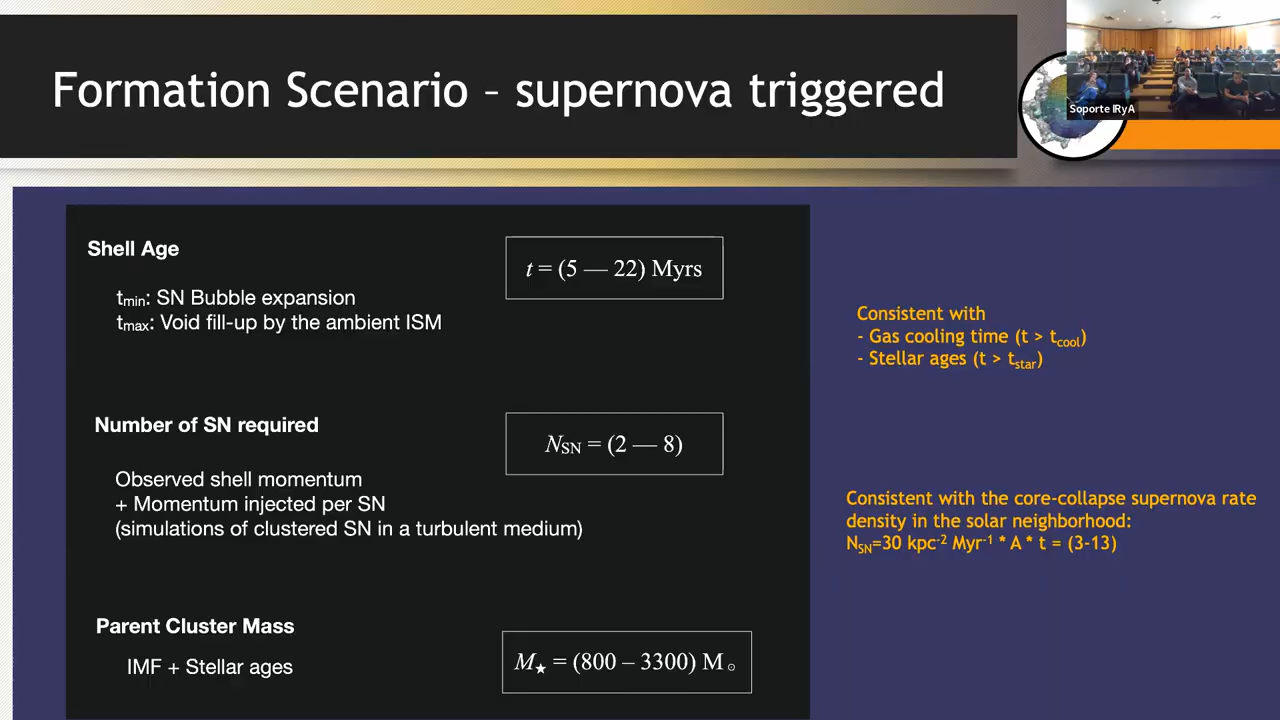 Formation Scenario – supernova triggered
Soporte IRyA
Shell Age
t = (5 — 22) Myrs
tmin: SN Bubble expansion
tmax: Void fill-up by the ambient ISM
Consistent with
- Gas cooling time (t > tcool)
- Stellar ages (t > tstar)
Number of SN required
NSN = (2 — 8)
Observed shell momentum
+ Momentum injected per SN
(simulations of clustered SN in a turbulent medium)
Consistent with the core-collapse supernova rate
density in the solar neighborhood:
NSN=30 kpc-2 Myr-1 * A * t = (3-13)
Parent Cluster Mass
IMF + Stellar ages
M★ = (800 – 3300) M⊙